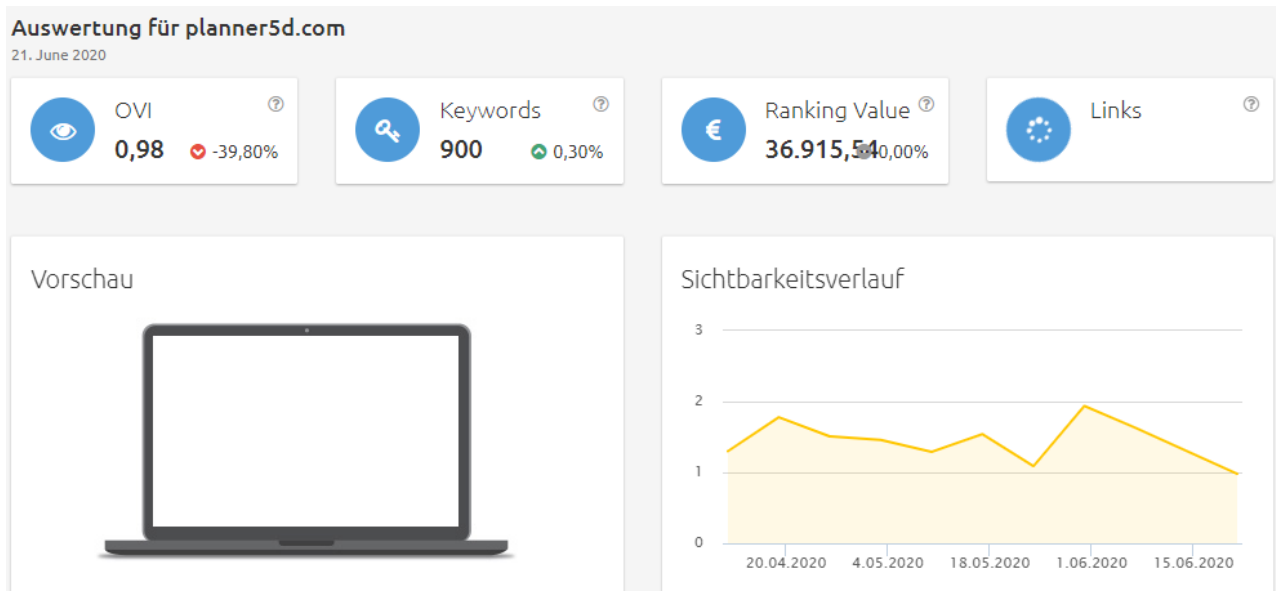 Auswertung für planner5d.com
21. June 2020
OVI
0,98 -39,80%
Keywords
900 0,30%
Ranking Value
36.915,54 0,00%
Links
Vorschau
Sichtbarkeitsverlauf
3
2
1
0
20.04.2020 4.05.2020 18.05.2020 1.06.2020 15.06.2020